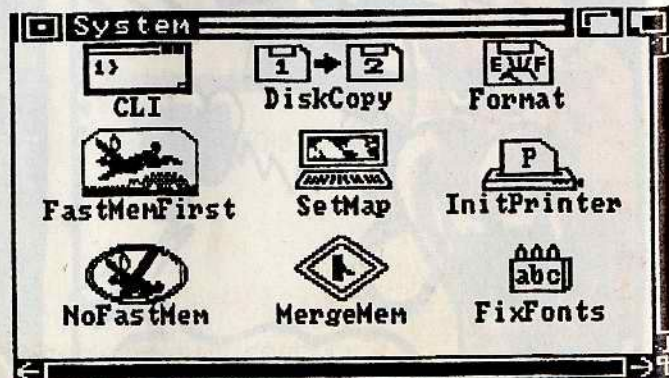 System
1>
CLI
1 2
DiskCopy
E W F
Format
FastMemFirst
SetMap
P
InitPrinter
NoFastMem
MergeMem
abc
FixFonts